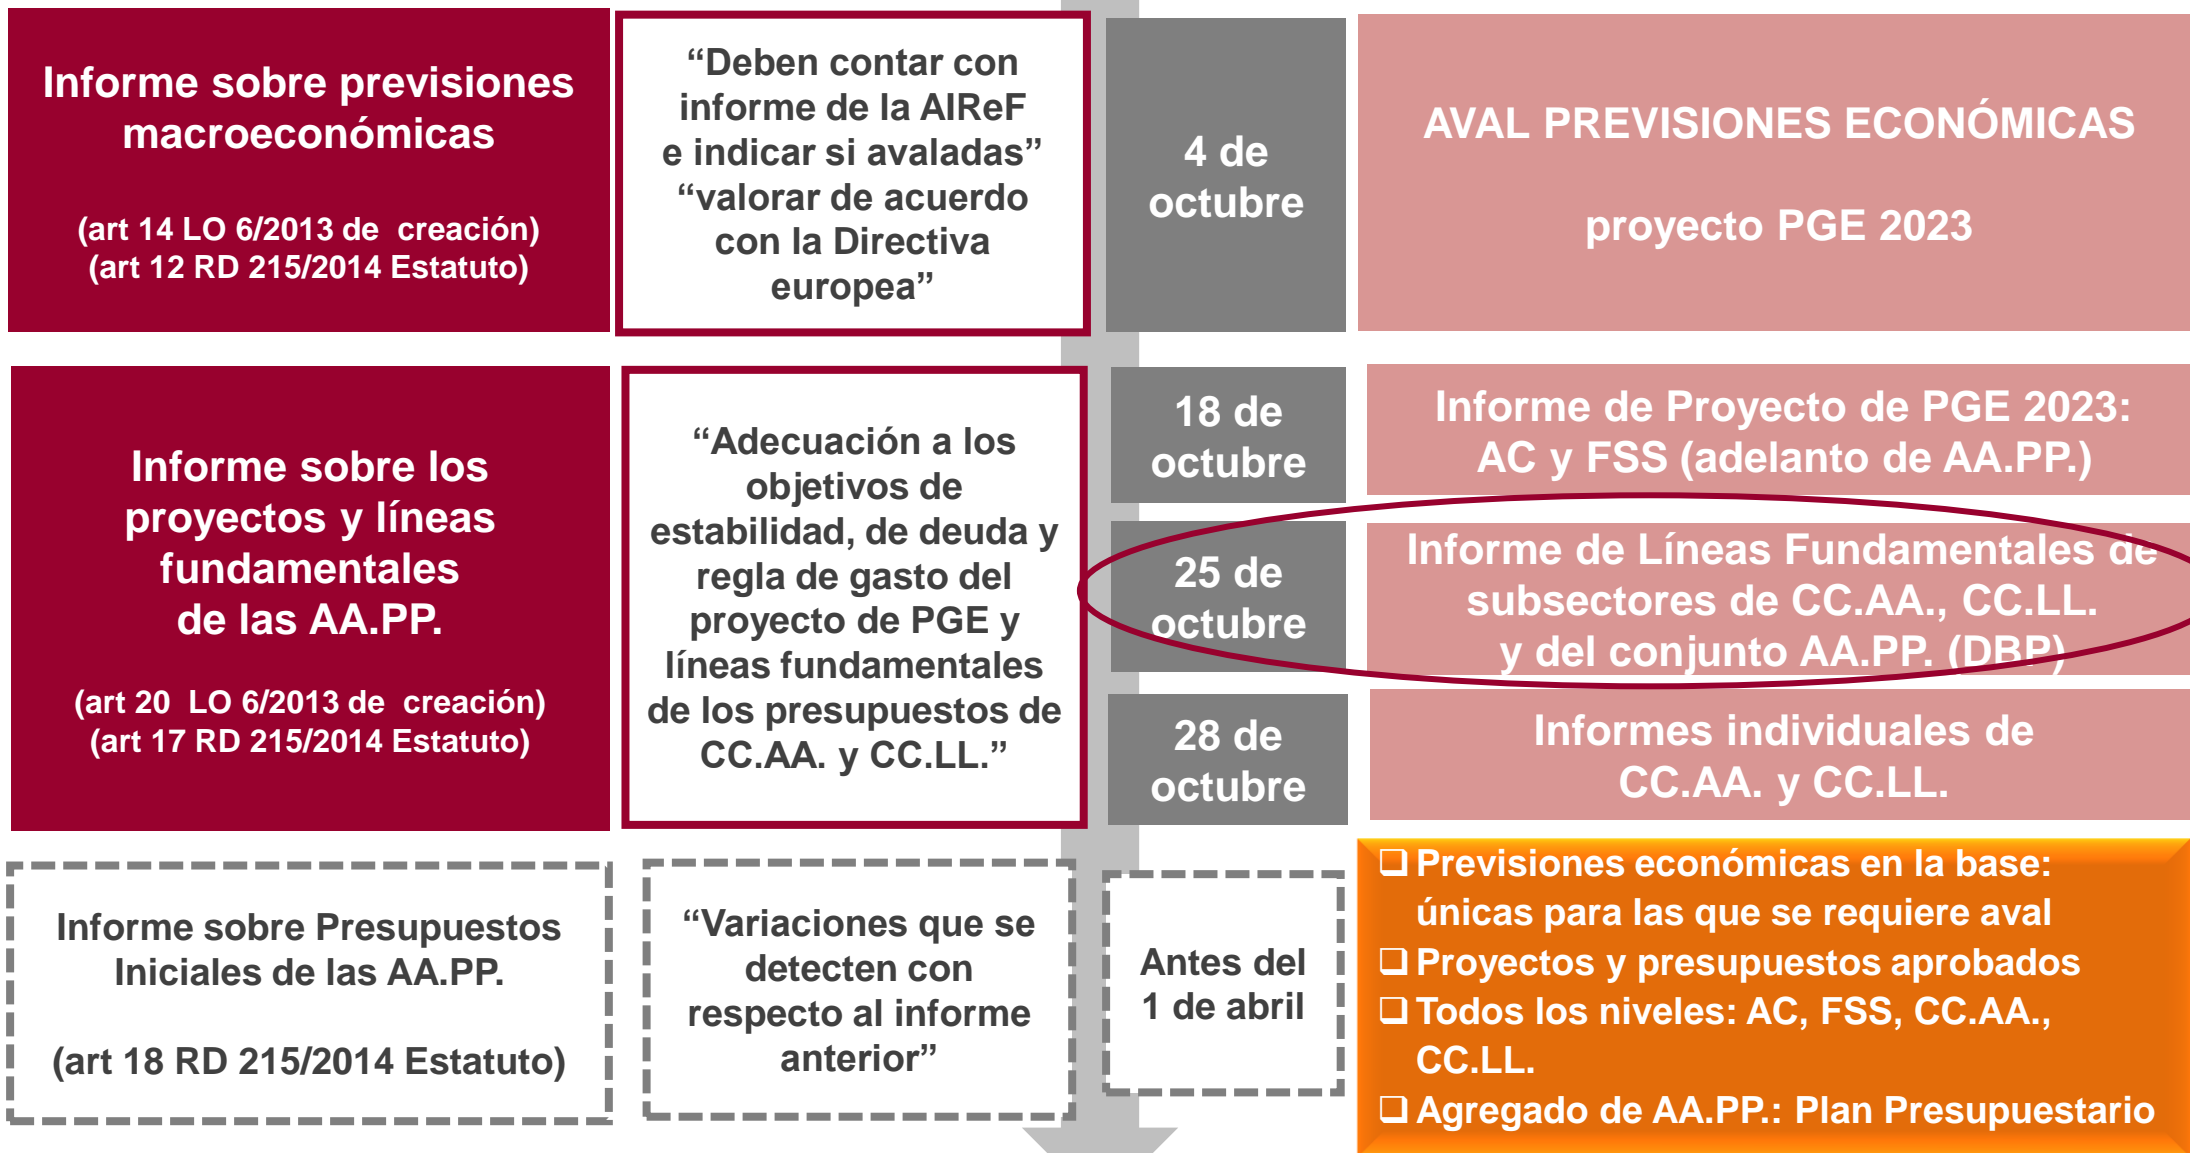 Informe sobre previsiones
macroeconómicas
(art 14 LO 6/2013 de creación)
(art 12 RD 215/2014 Estatuto)
“Deben contar con
informe de la AIReF
e indicar si avaladas”
“valorar de acuerdo
con la Directiva
europea”
4 de
octubre
AVAL PREVISIONES ECONÓMICAS
proyecto PGE 2023
Informe sobre los
proyectos y líneas
fundamentales
de las AA.PP.
(art 20 LO 6/2013 de creación)
(art 17 RD 215/2014 Estatuto)
“Adecuación a los
objetivos de
estabilidad, de deuda y
regla de gasto del
proyecto de PGE y
líneas fundamentales
de los presupuestos de
CC.AA. y CC.LL.”
18 de
octubre
Informe de Proyecto de PGE 2023:
AC y FSS (adelanto de AA.PP.)
25 de
octubre
Informe de Líneas Fundamentales de
subsectores de CC.AA., CC.LL.
y del conjunto AA.PP. (DBP)
28 de
octubre
Informes individuales de
CC.AA. y CC.LL.
Informe sobre Presupuestos
Iniciales de las AA.PP.
(art 18 RD 215/2014 Estatuto)
“Variaciones que se
detecten con
respecto al informe
anterior”
Antes del
1 de abril
❑ Previsiones económicas en la base:
únicas para las que se requiere aval
❑ Proyectos y presupuestos aprobados
❑ Todos los niveles: AC, FSS, CC.AA.,
CC.LL.
❑ Agregado de AA.PP.: Plan Presupuestario